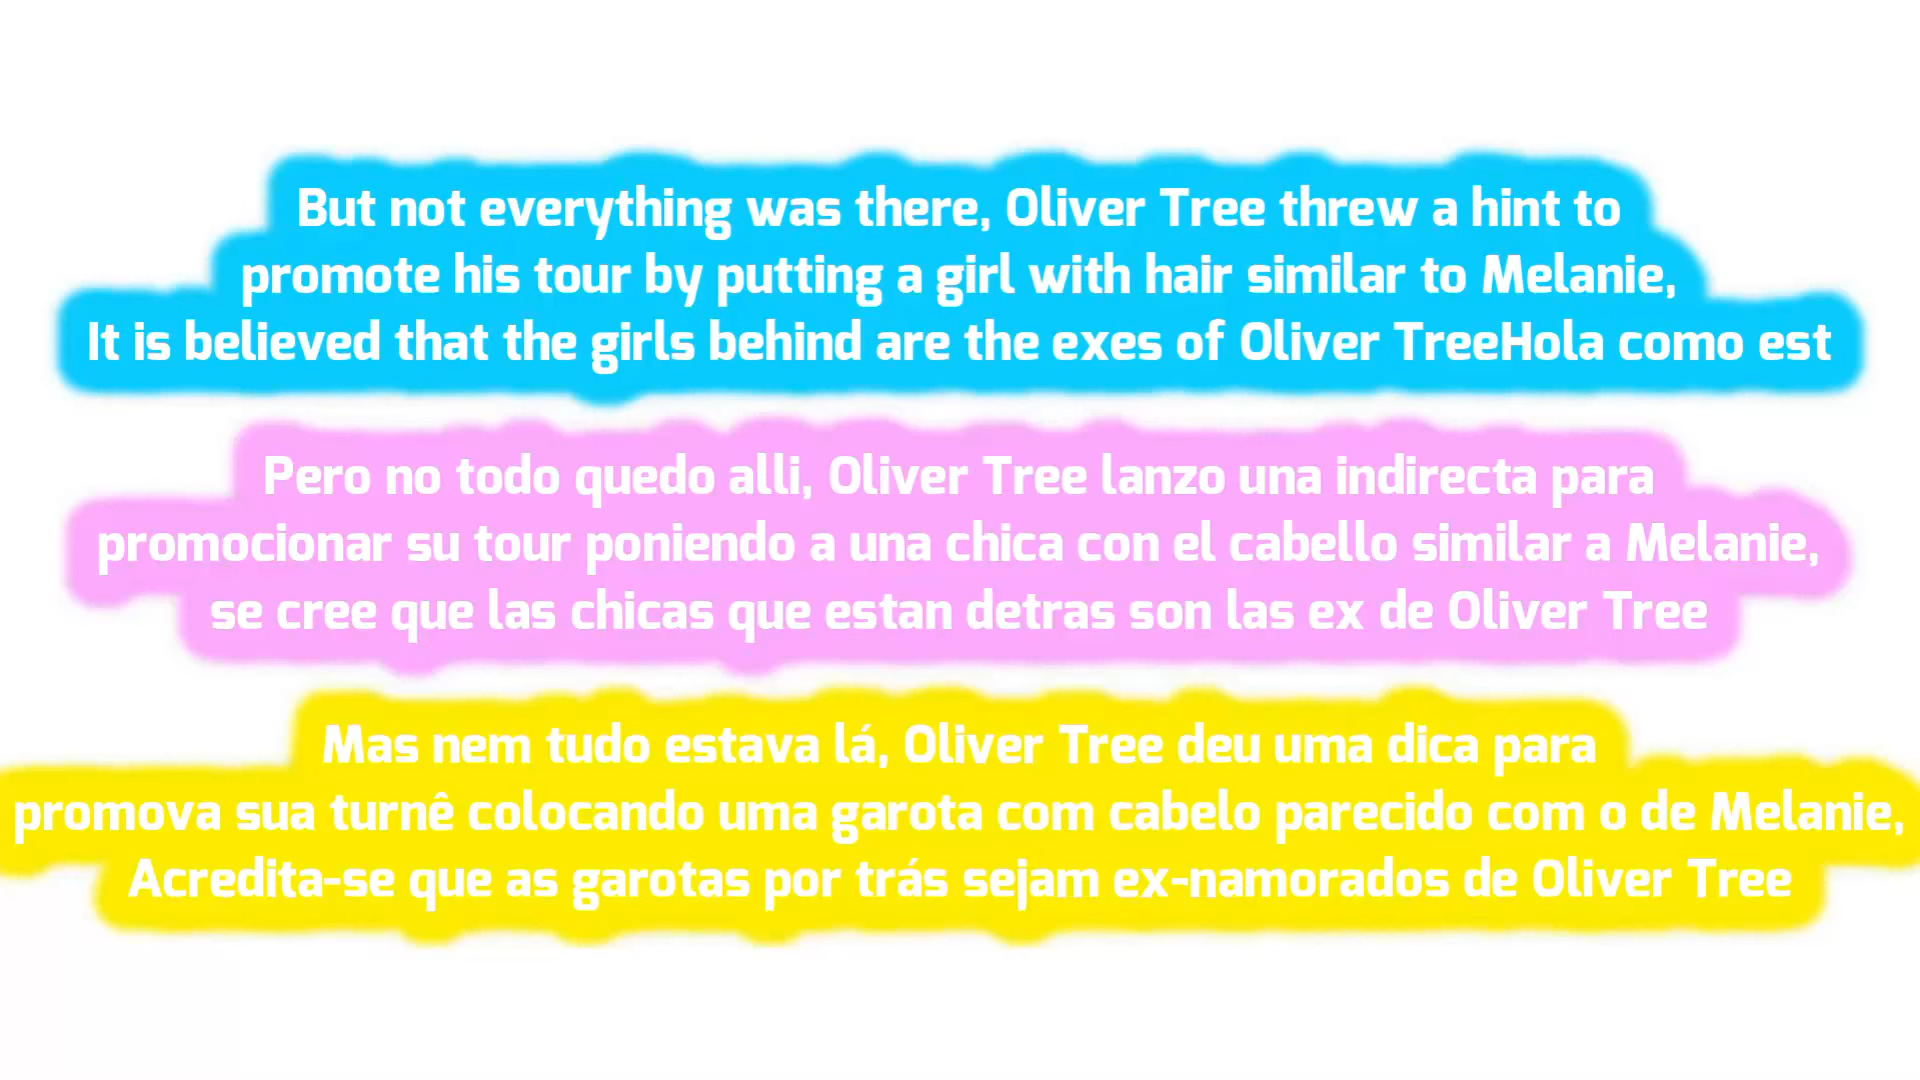 But not everything was there, Oliver Tree threw a hint to
promote his tour by putting a girl with hair similar to Melanie,
It is believed that the girls behind are the exes of Oliver TreeHola como est
Pero no todo quedo alli, Oliver Tree lanzo una indirecta para
promocionar su tour poniendo a una chica con el cabello similar a Melanie,
se cree que las chicas que estan detras son las ex de Oliver Tree
Mas nem tudo estava lá, Oliver Tree deu uma dica para
promova sua turnê colocando uma garota com cabelo parecido com o de Melanie,
Acredita-se que as garotas por trás sejam ex-namorados de Oliver Tree